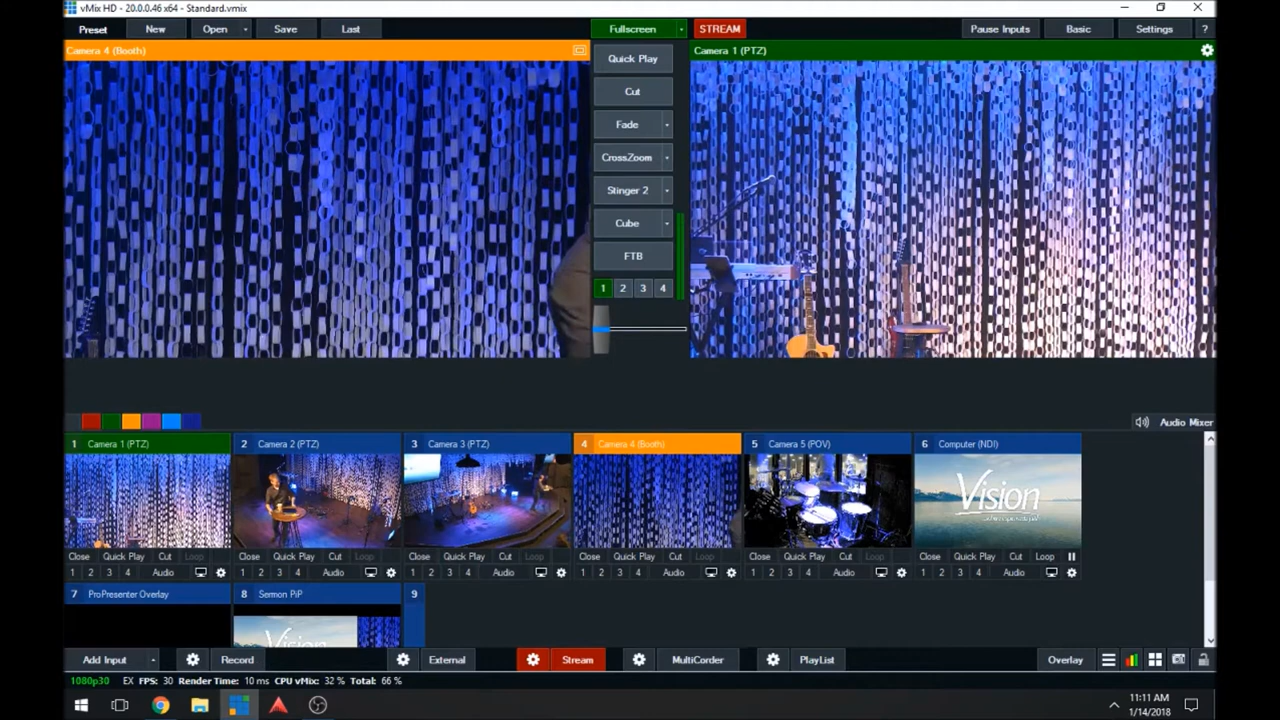 vMix HD - 20.0.0.46 x64 - Standard.vmix
Preset New Open Save Last Fullscreen STREAM Pause Inputs Basic Settings ?
Camera 4 (Booth) Camera 1 (PTZ)
Quick Play
Cut
Fade
CrossZoom
Stinger 2
Cube
FTB
1 2 3 4
Audio Mixer
1 Camera 1 (PTZ) 2 Camera 2 (PTZ) 3 Camera 3 (PTZ) 4 Camera 4 (Booth) 5 Camera 5 (POV) 6 Computer (NDI)
Vision
Close Quick Play Cut Loop Close Quick Play Cut Loop Close Quick Play Cut Loop Close Quick Play Cut Loop Close Quick Play Cut Loop Close Quick Play Cut Loop
1 2 3 4 Audio 1 2 3 4 Audio 1 2 3 4 Audio 1 2 3 4 Audio 1 2 3 4 Audio 1 2 3 4 Audio
7 ProPresenter Overlay 8 Sermon PiP 9
Vision
Add Input Record External Stream MultiCorder PlayList Overlay
1080p30 EX FPS: 30 Render Time: 10 ms CPU vMix: 32 % Total: 66 %
11:11 AM
1/14/2018